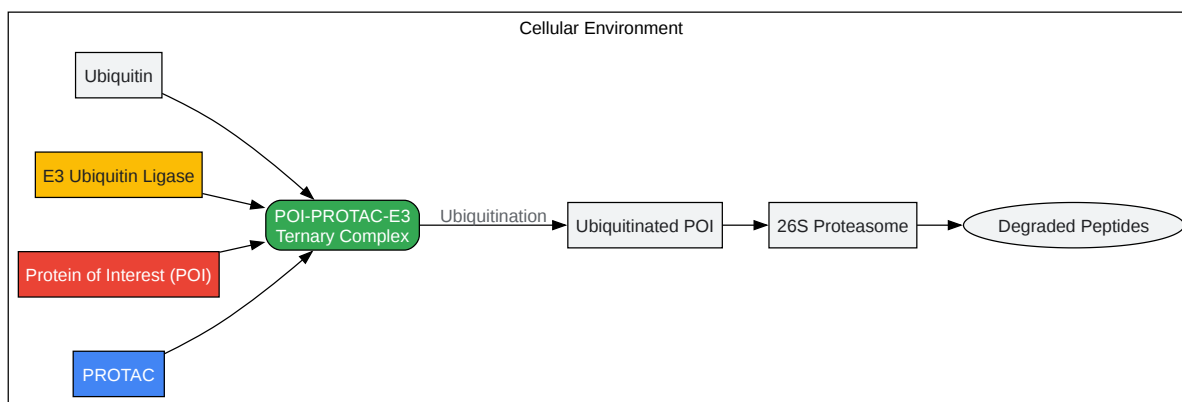 Cellular Environment
Ubiquitin
E3 Ubiquitin Ligase
POI-PROTAC-E3
Ternary Complex
Ubiquitination
Ubiquitinated POI
26S Proteasome
Degraded Peptides
Protein of Interest (POI)
PROTAC